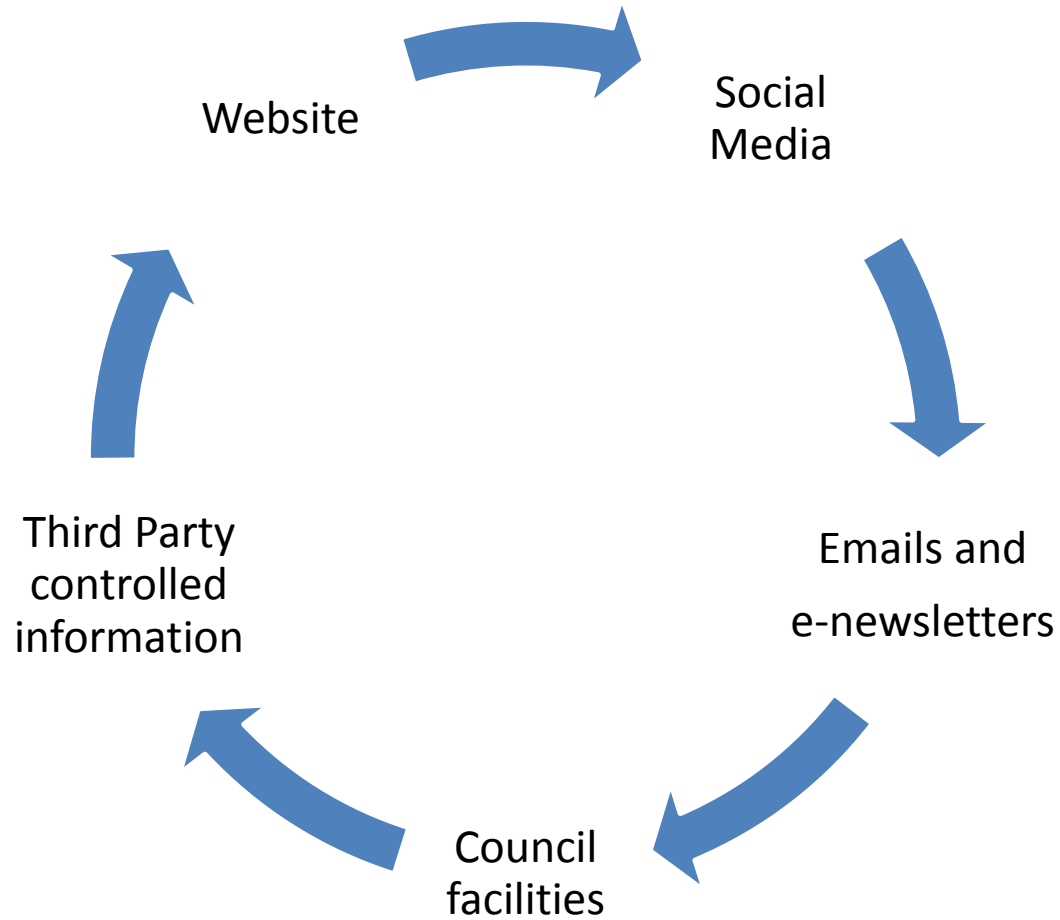 Website
Social
Media
Emails and
e-newsletters
Council
facilities
Third Party
controlled
information